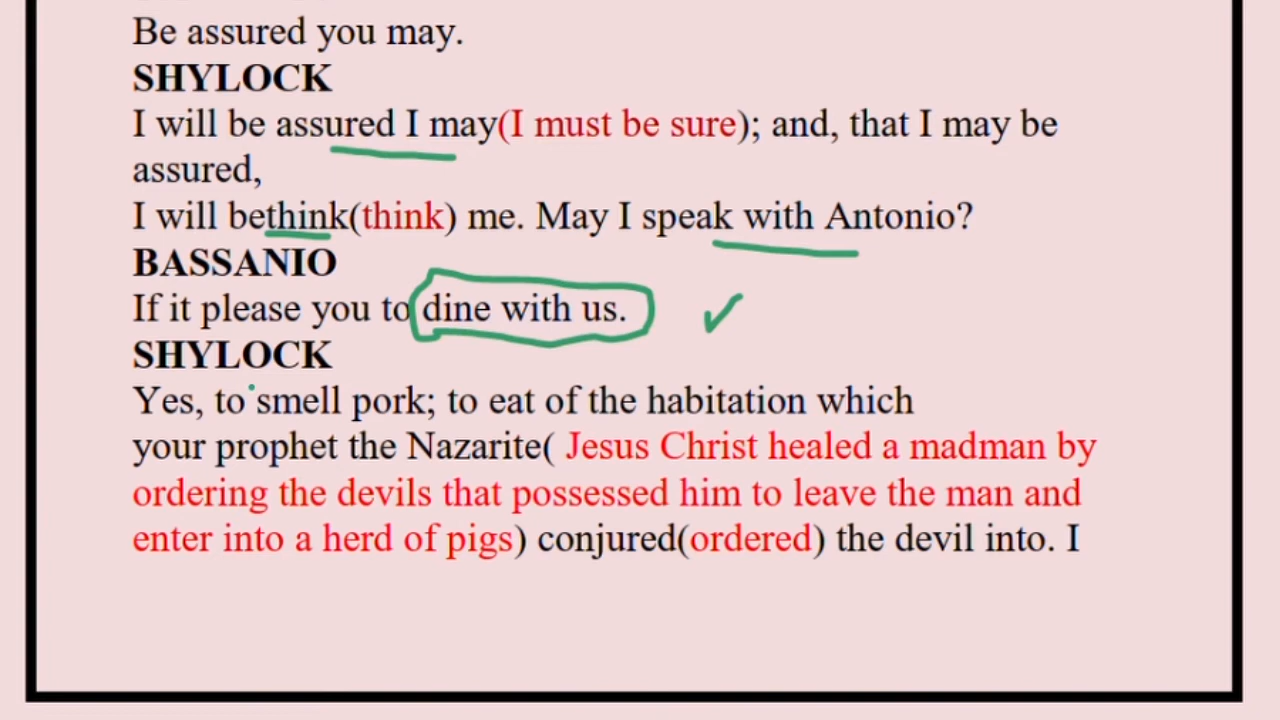 Be assured you may.
SHYLOCK
I will be assured I may(I must be sure); and, that I may be
assured,
I will bethink(think) me. May I speak with Antonio?
BASSANIO
If it please you to dine with us.
SHYLOCK
Yes, to smell pork; to eat of the habitation which
your prophet the Nazarite( Jesus Christ healed a madman by
ordering the devils that possessed him to leave the man and
enter into a herd of pigs) conjured(ordered) the devil into. I